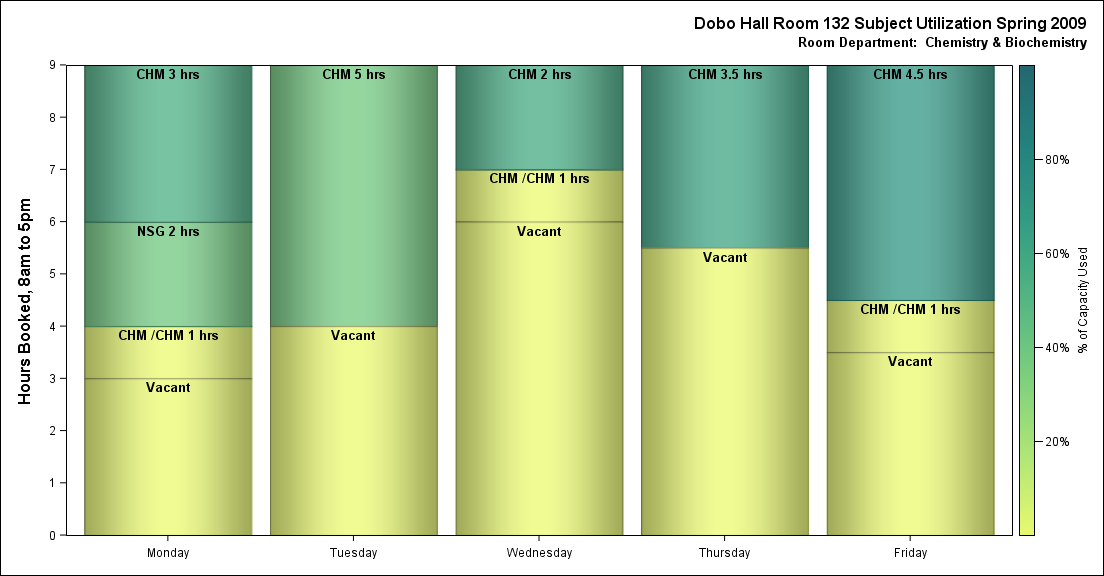 Dobo Hall Room 132 Subject Utilization Spring 2009
Room Department:  Chemistry & Biochemistry
Hours Booked, 8am to 5pm
9
8
7
6
5
4
3
2
1
0
CHM 3 hrs
NSG 2 hrs
CHM /CHM 1 hrs
Vacant
CHM 5 hrs
Vacant
CHM 2 hrs
CHM /CHM 1 hrs
Vacant
CHM 3.5 hrs
Vacant
CHM 4.5 hrs
CHM /CHM 1 hrs
Vacant
Monday
Tuesday
Wednesday
Thursday
Friday
80%
60%
40%
20%
% of Capacity Used